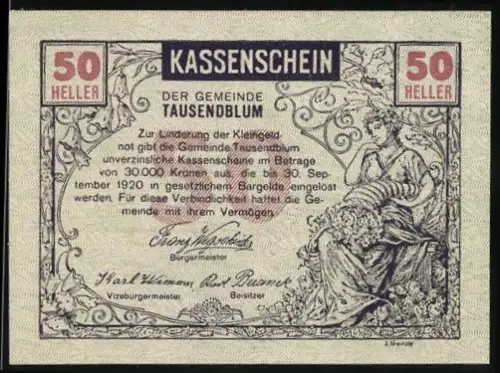 50 HELLER
KASSENSCHEIN
50 HELLER
DER GEMEINDE
TAUSENDBLUM
Zur Linderung der Kleingeld-
not gibt die Gemeinde Tausendblum
unverzinsliche Kassenscheine im Betrage
von 30.000 Kronen aus, die bis 30. Sep-
tember 1920 in gesetzlichem Bargelde eingelöst
werden. Für diese Verbindlichkeit haftet die Ge-
meinde mit ihrem Vermögen.
Franz
Bürgermeister
Karl
Vizebürgermeister
Beisitzer